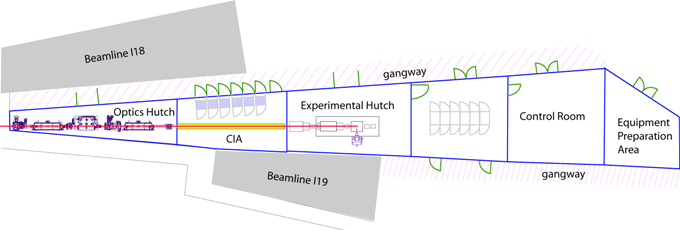 Beamline I18
gangway
Optics Hutch
Experimental Hutch
Control Room
Equipment
Preparation
Area
CIA
Beamline I19
gangway